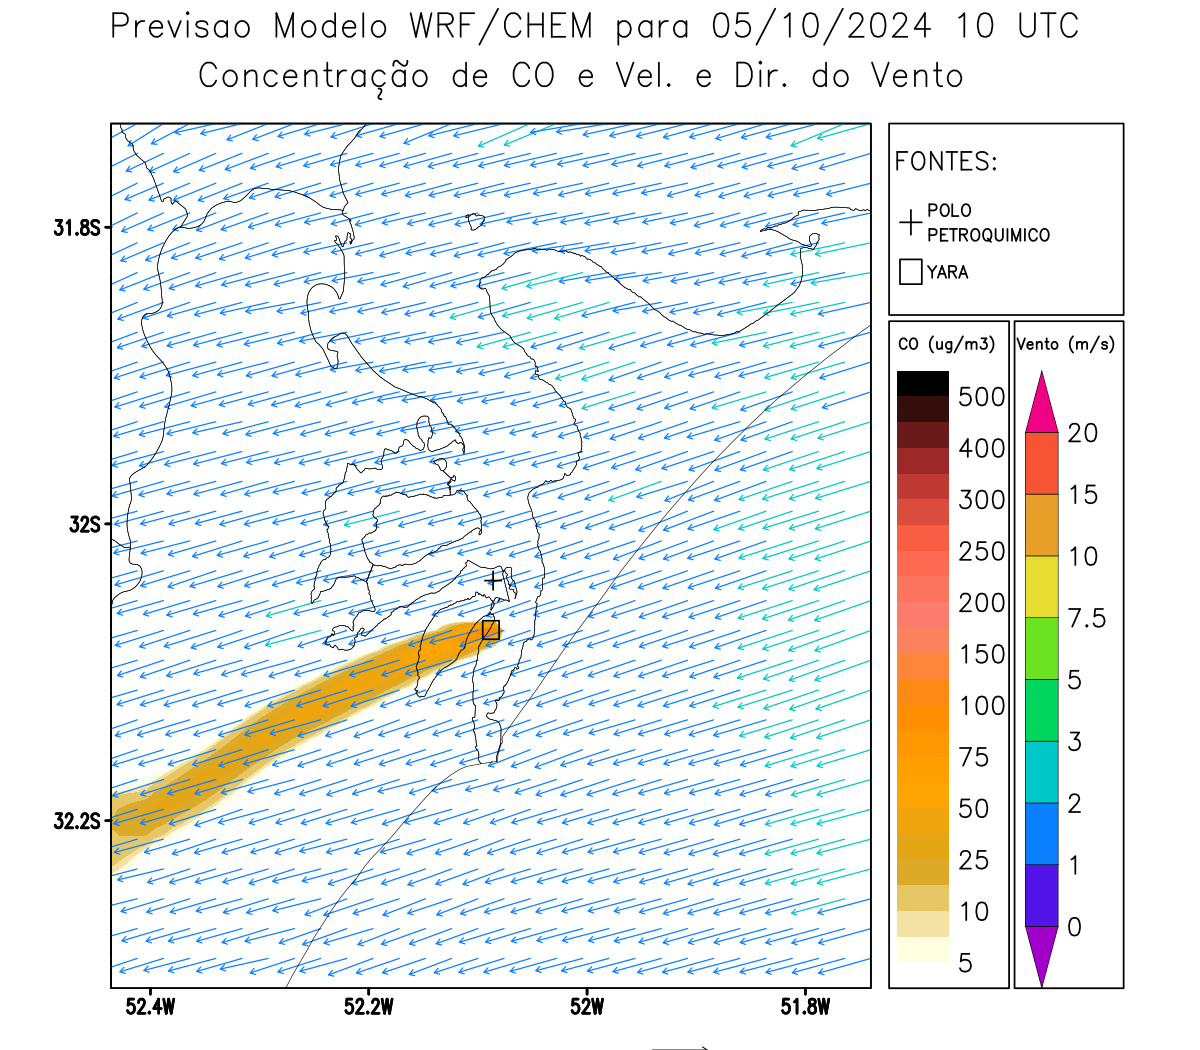 Previsao Modelo WRF/CHEM para 05/10/2024 10 UTC
Concentração de CO e Vel. e Dir. do Vento
FONTES:
POLO
PETROQUIMICO
YARA
CO (ug/m3)
500
400
300
250
200
150
100
75
50
25
10
5
Vento (m/s)
20
15
10
7.5
5
3
2
1
0
31.8S
32S
32.2S
52.4W
52.2W
52W
51.8W